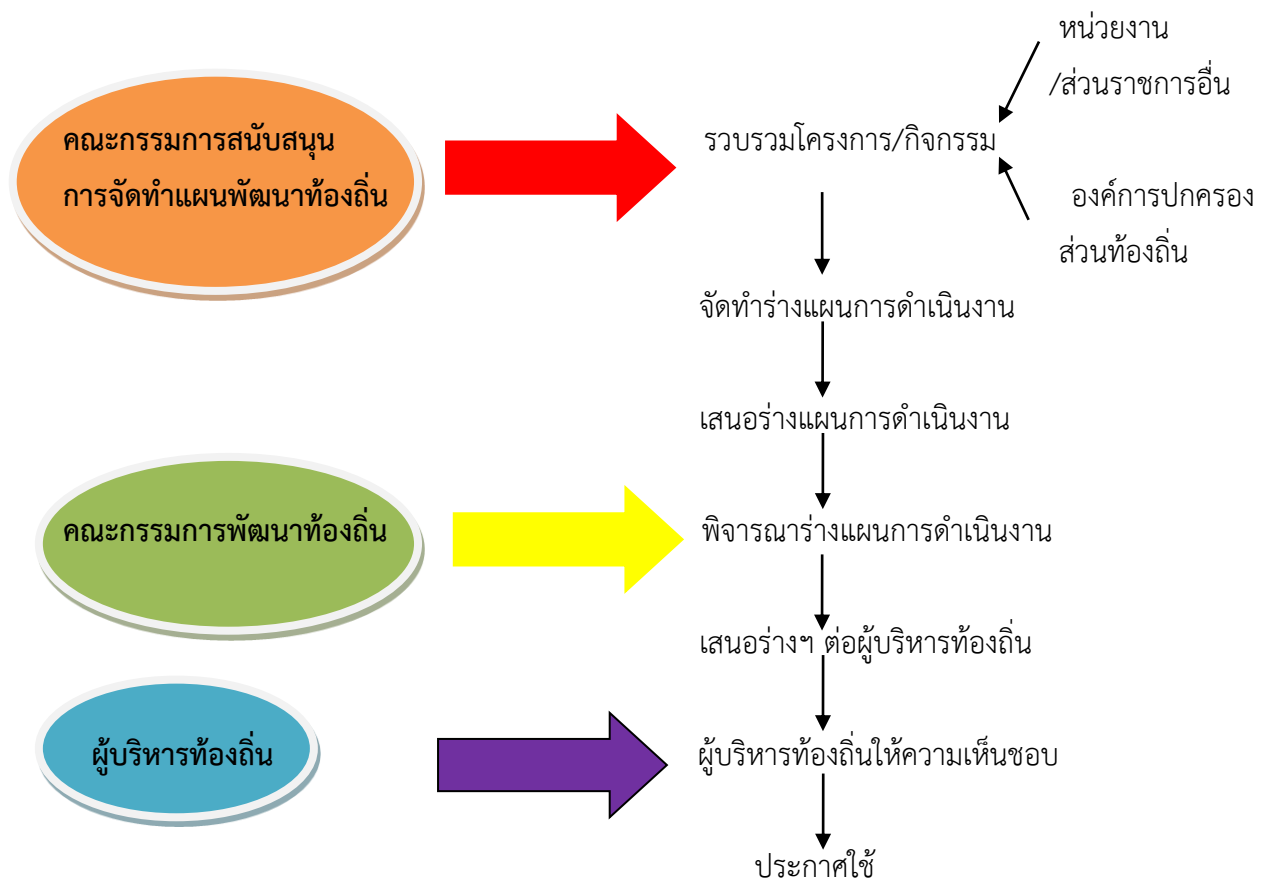 หน่วยงาน
/ส่วนราชการอื่น
คณะกรรมการสนับสนุน
การจัดทำแผนพัฒนาท้องถิ่น
รวบรวมโครงการ/กิจกรรม
องค์การปกครอง
ส่วนท้องถิ่น
จัดทำร่างแผนการดำเนินงาน
เสนอร่างแผนการดำเนินงาน
คณะกรรมการพัฒนาท้องถิ่น
พิจารณาร่างแผนการดำเนินงาน
เสนอร่างฯ ต่อผู้บริหารท้องถิ่น
ผู้บริหารท้องถิ่น
ผู้บริหารท้องถิ่นให้ความเห็นชอบ
ประกาศใช้